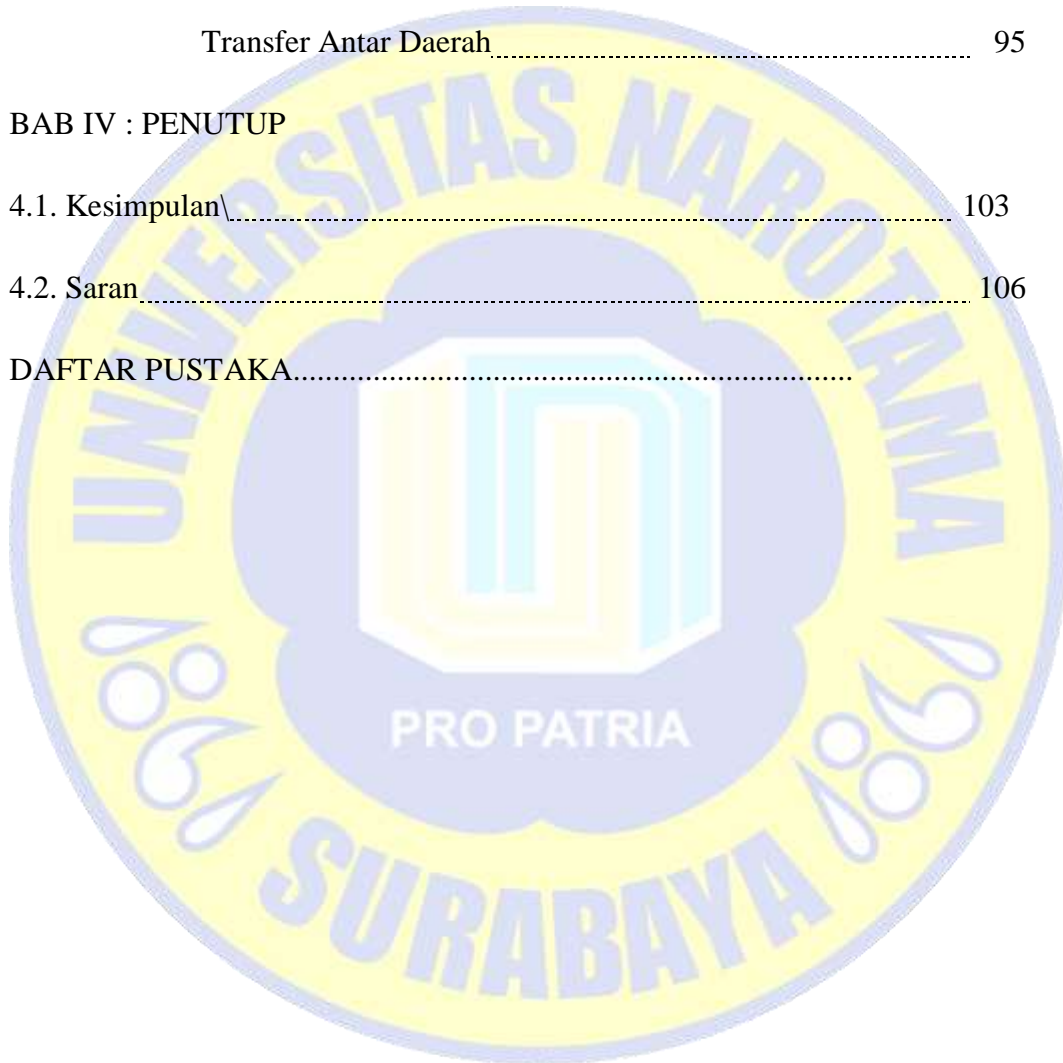 Transfer Antar Daerah 95
BAB IV : PENUTUP
4.1. Kesimpulan\ 103
4.2. Saran 106
DAFTAR PUSTAKA.....................................................................
UNIVERSITAS NAROTAMA
PRO PATRIA
SURABAYA